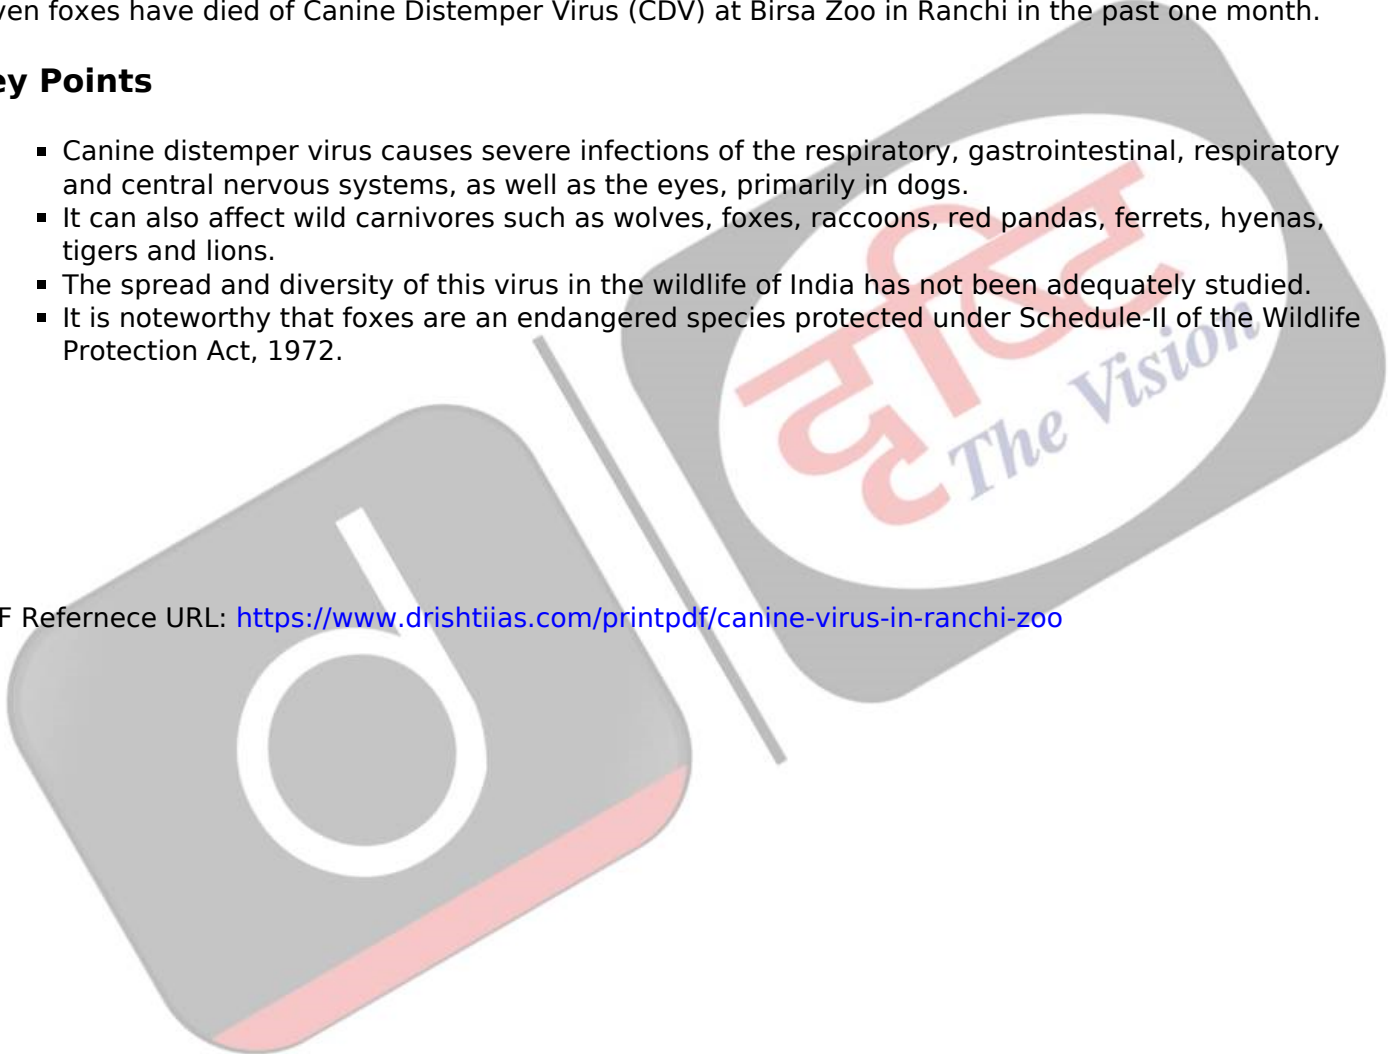 ven foxes have died of Canine Distemper Virus (CDV) at Birsa Zoo in Ranchi in the past one month.
ey Points
▪ Canine distemper virus causes severe infections of the respiratory, gastrointestinal, respiratory
and central nervous systems, as well as the eyes, primarily in dogs.
▪ It can also affect wild carnivores such as wolves, foxes, raccoons, red pandas, ferrets, hyenas,
tigers and lions.
▪ The spread and diversity of this virus in the wildlife of India has not been adequately studied.
▪ It is noteworthy that foxes are an endangered species protected under Schedule-II of the Wildlife
Protection Act, 1972.
दृष्टि
The Vision
d
F Refernece URL: https://www.drishtiias.com/printpdf/canine-virus-in-ranchi-zoo